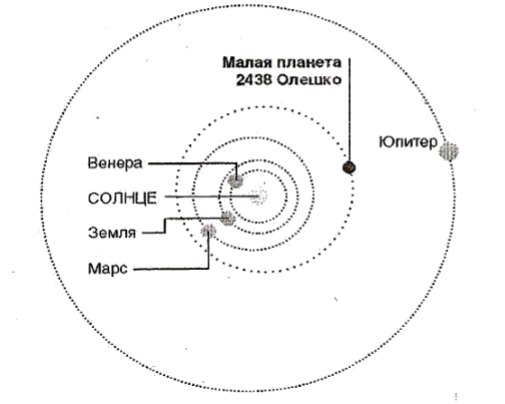 Малая планета
2438 Олешко
Юпитер
Венера
СОЛНЦЕ
Земля
Марс